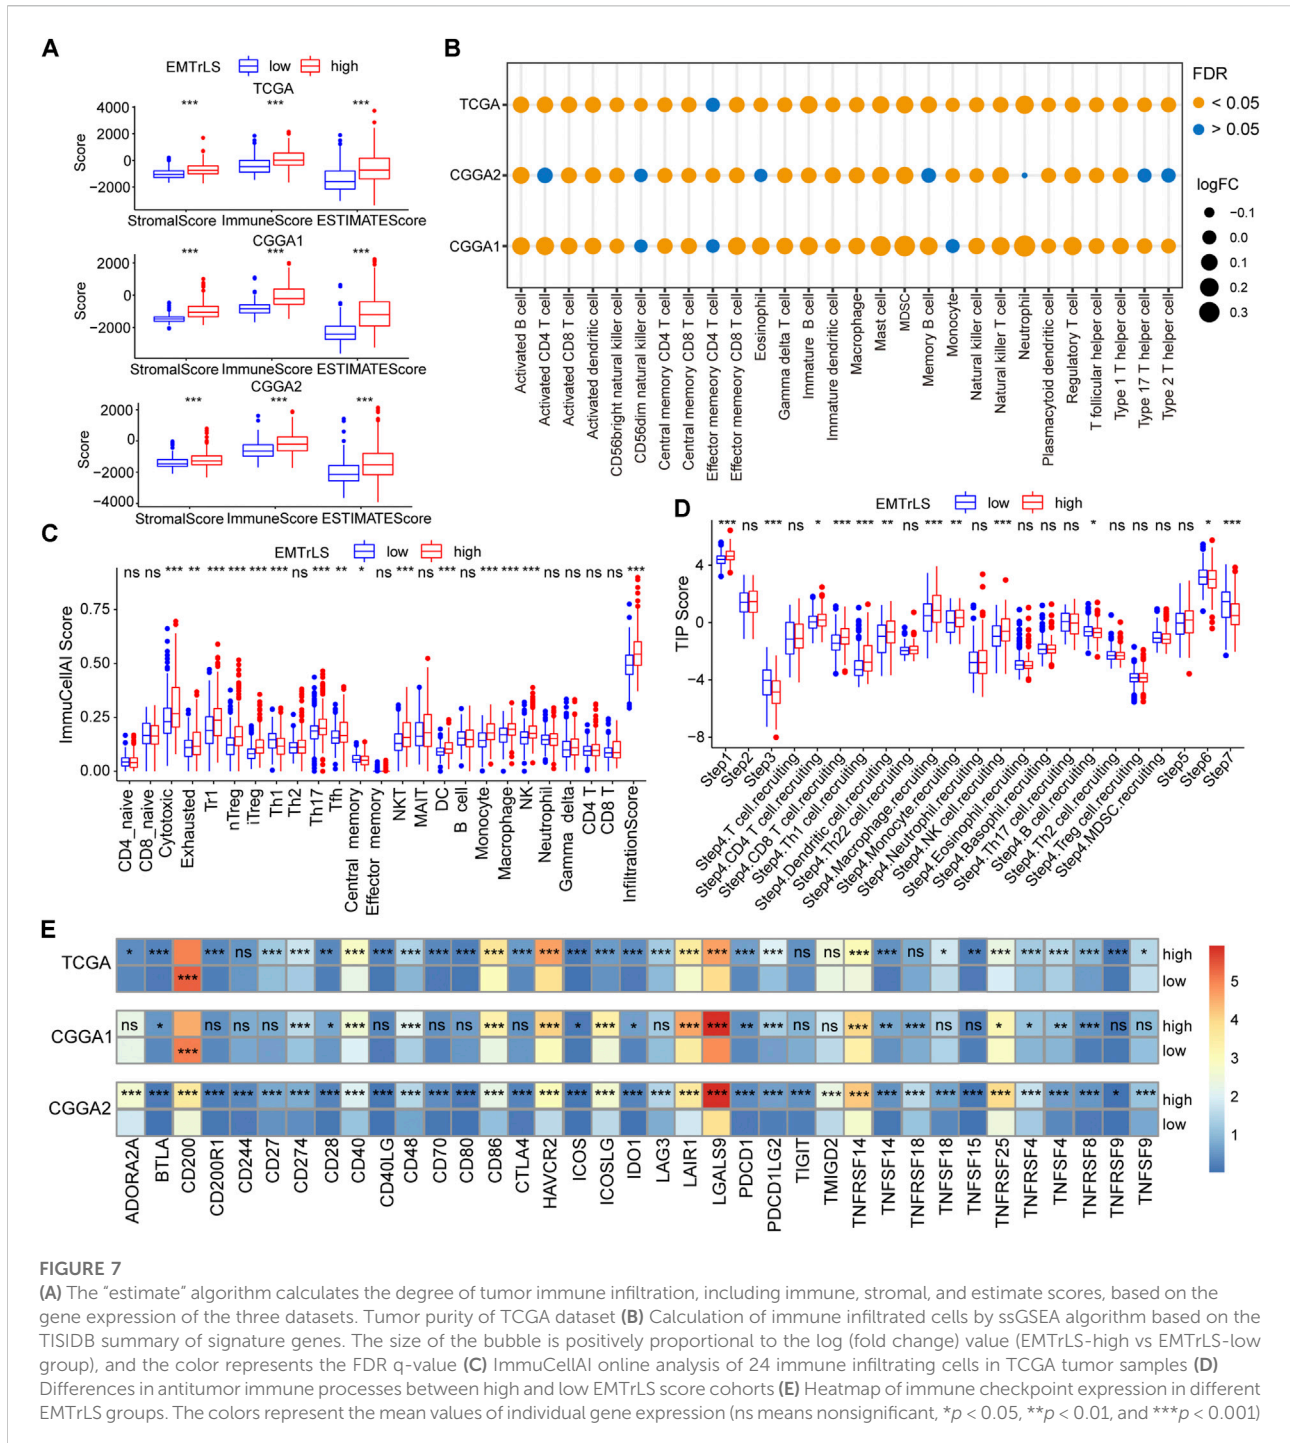 A
EMTrLS low high
TCGA
*** *** ***
4000
2000
0
−2000
Score
StromalScore ImmuneScore ESTIMATEScore
CGGA1
*** *** ***
2000
0
−2000
Score
StromalScore ImmuneScore ESTIMATEScore
CGGA2
*** *** ***
2000
0
−2000
−4000
Score
StromalScore ImmuneScore ESTIMATEScore
B
TCGA
CGGA2
CGGA1
Activated B cell
Activated CD4 T cell
Activated CD8 T cell
Activated dendritic cell
CD56bright natural killer cell
CD56dim natural killer cell
Central memory CD4 T cell
Central memory CD8 T cell
Effector memeory CD4 T cell
Effector memeory CD8 T cell
Eosinophil
Gamma delta T cell
Immature B cell
Immature dendritic cell
Macrophage
Mast cell
MDSC
Memory B cell
Monocyte
Natural killer cell
Natural killer T cell
Neutrophil
Plasmacytoid dendritic cell
Regulatory T cell
T follicular helper cell
Type 1 T helper cell
Type 17 T helper cell
Type 2 T helper cell
FDR
< 0.05
> 0.05
logFC
−0.1
0.0
0.1
0.2
0.3
C
EMTrLS low high
ns ns *** ** *** *** *** *** ns *** ** * ns *** ns *** ns *** *** *** ns ns ns ns ***
0.75
0.50
0.25
0.00
ImmuCellAI Score
CD4_naive
CD8_naive
Cytotoxic
Exhausted
Tr1
nTreg
iTreg
Th1
Th2
Th17
Tfh
Central memory
Effector memory
NKT
MAIT
DC
B cell
Monocyte
Macrophage
NK
Neutrophil
Gamma delta
CD4 T
CD8 T
InfiltrationScore
D
EMTrLS low high
*** ns *** ns * *** *** ** ns *** ** ns *** ns ns ns * ns ns ns ns * ***
4
0
−4
−8
TIP Score
Step1
Step2
Step3
Step4.T cell.recruiting
Step4.CD4 T cell.recruiting
Step4.CD8 T cell.recruiting
Step4.Th1 cell.recruiting
Step4.Dendritic cell.recruiting
Step4.Th22 cell.recruiting
Step4.Macrophage.recruiting
Step4.Monocyte.recruiting
Step4.Neutrophil.recruiting
Step4.NK cell.recruiting
Step4.Eosinophil.recruiting
Step4.Basophil.recruiting
Step4.Th17 cell.recruiting
Step4.B cell.recruiting
Step4.Th2 cell.recruiting
Step4.Treg cell.recruiting
Step4.MDSC.recruiting
Step5
Step6
Step7
E
TCGA
* *** *** ns *** *** ** *** *** *** *** *** *** *** *** *** *** *** *** *** *** *** *** ns ns *** *** ns * ** *** *** *** *** *** * high
*** low
CGGA1
ns * ns ns ns *** * *** ns *** ns ns *** ns *** * *** * ns *** *** ** *** ns ns *** ** *** ns ns * * ** *** ns ns high
*** low
CGGA2
*** *** *** *** *** *** *** *** *** *** *** *** *** *** *** *** *** *** *** *** *** *** *** *** *** *** *** *** *** *** *** *** *** *** *** * *** high
low
ADORA2A
BTLA
CD200
CD200R1
CD244
CD27
CD274
CD28
CD40
CD40LG
CD48
CD70
CD80
CD86
CTLA4
HAVCR2
ICOS
ICOSLG
IDO1
LAG3
LAIR1
LGALS9
PDCD1
PDCD1LG2
TIGIT
TMIGD2
TNFRSF14
TNFSF14
TNFRSF18
TNFSF18
TNFSF15
TNFRSF25
TNFRSF4
TNFSF4
TNFRSF8
TNFRSF9
TNFSF9
5
4
3
2
1
FIGURE 7
(A) The "estimate" algorithm calculates the degree of tumor immune infiltration, including immune, stromal, and estimate scores, based on the
gene expression of the three datasets. Tumor purity of TCGA dataset (B) Calculation of immune infiltrated cells by ssGSEA algorithm based on the
TISIDB summary of signature genes. The size of the bubble is positively proportional to the log (fold change) value (EMTrLS-high vs EMTrLS-low
group), and the color represents the FDR q-value (C) ImmuCellAI online analysis of 24 immune infiltrating cells in TCGA tumor samples (D)
Differences in antitumor immune processes between high and low EMTrLS score cohorts (E) Heatmap of immune checkpoint expression in different
EMTrLS groups. The colors represent the mean values of individual gene expression (ns means nonsignificant, *p < 0.05, **p < 0.01, and ***p < 0.001)